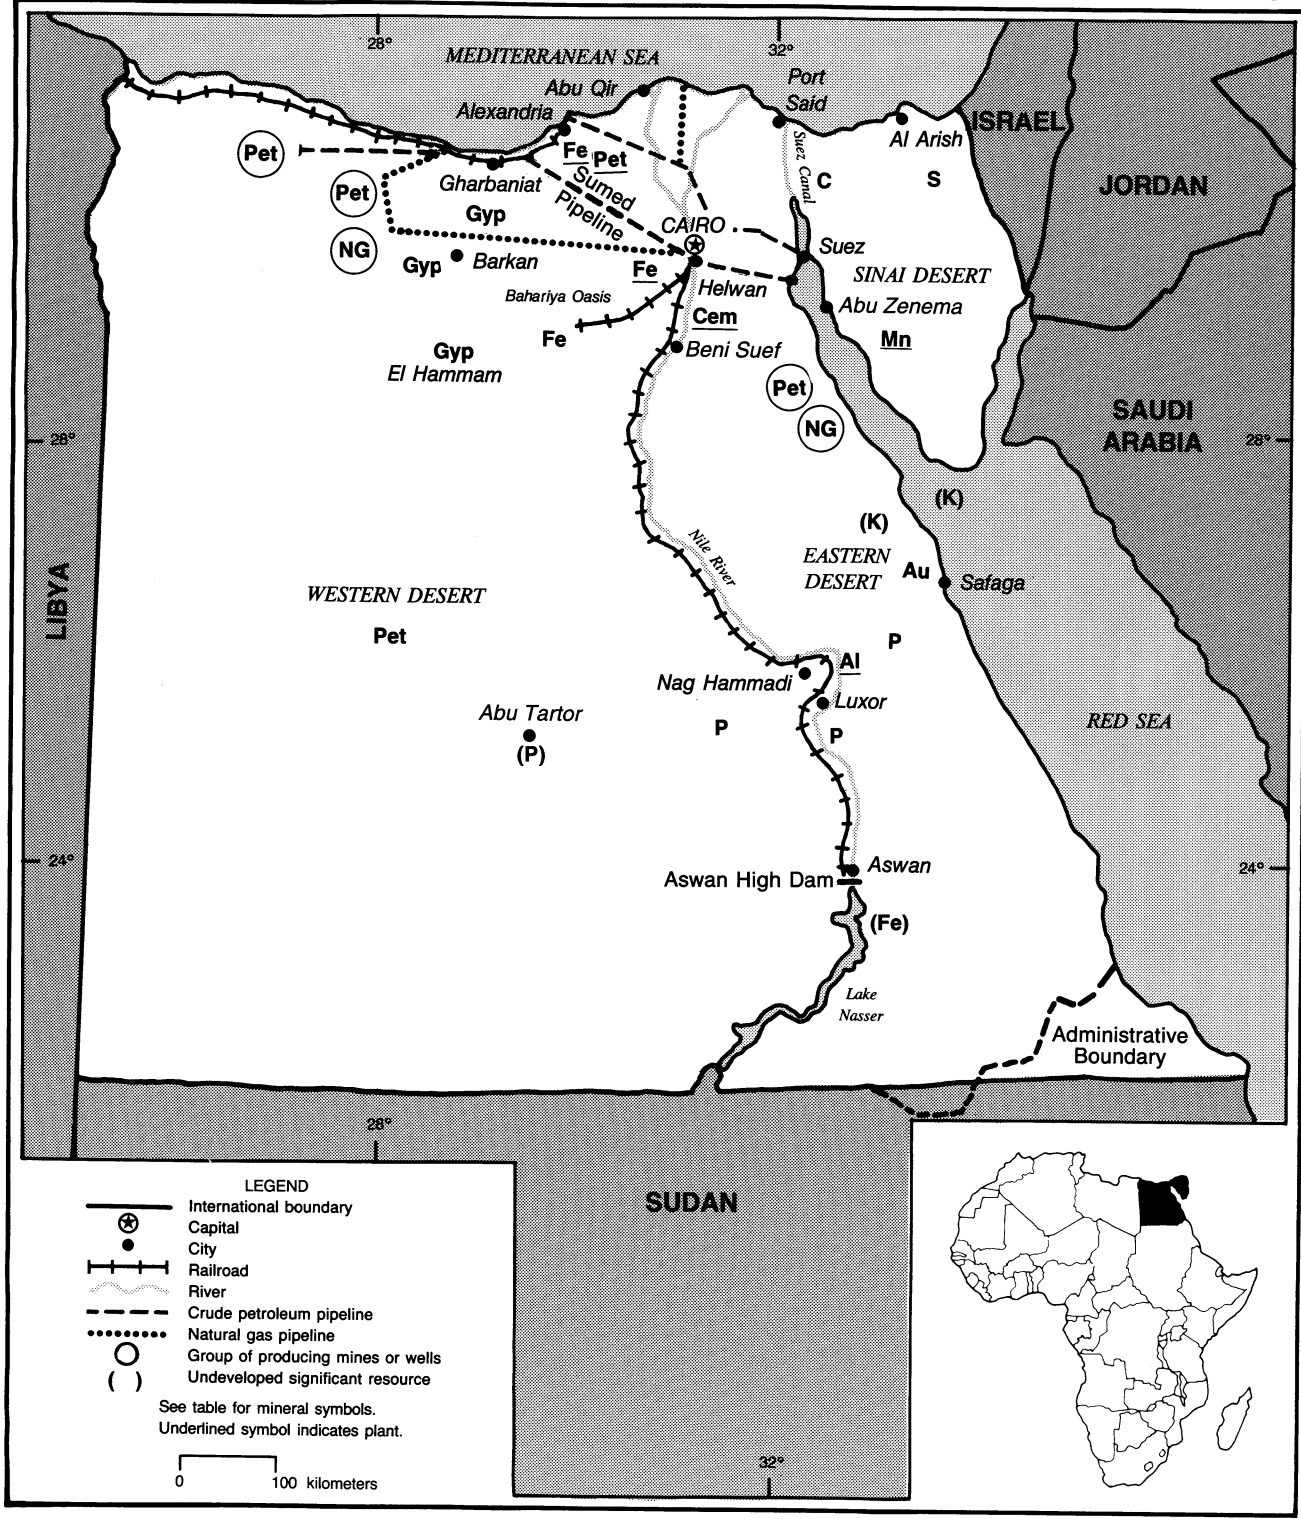 28°
32°
MEDITERRANEAN SEA
Port
Said
Abu Qir
Alexandria
Al Arish
ISRAEL
Pet
Fe
Pet
Suez Canal
Gharbaniat
Sumed
Pipeline
C
S
JORDAN
Pet
Gyp
CAIRO
NG
Gyp
Barkan
Fe
Suez
SINAI DESERT
Helwan
Bahariya Oasis
Abu Zenema
Cem
Fe
Mn
Gyp
El Hammam
Beni Suef
Pet
NG
SAUDI
ARABIA
28°
28°
(K)
(K)
Nile River
EASTERN
DESERT
Au
Safaga
LIBYA
WESTERN DESERT
Pet
P
Al
Nag Hammadi
Luxor
Abu Tartor
(P)
P
P
RED SEA
24°
24°
Aswan
Aswan High Dam
(Fe)
Lake
Nasser
Administrative
Boundary
28°
SUDAN
32°
LEGEND
International boundary
Capital
City
Railroad
River
Crude petroleum pipeline
Natural gas pipeline
Group of producing mines or wells
( ) Undeveloped significant resource
See table for mineral symbols.
Underlined symbol indicates plant.
0 100 kilometers